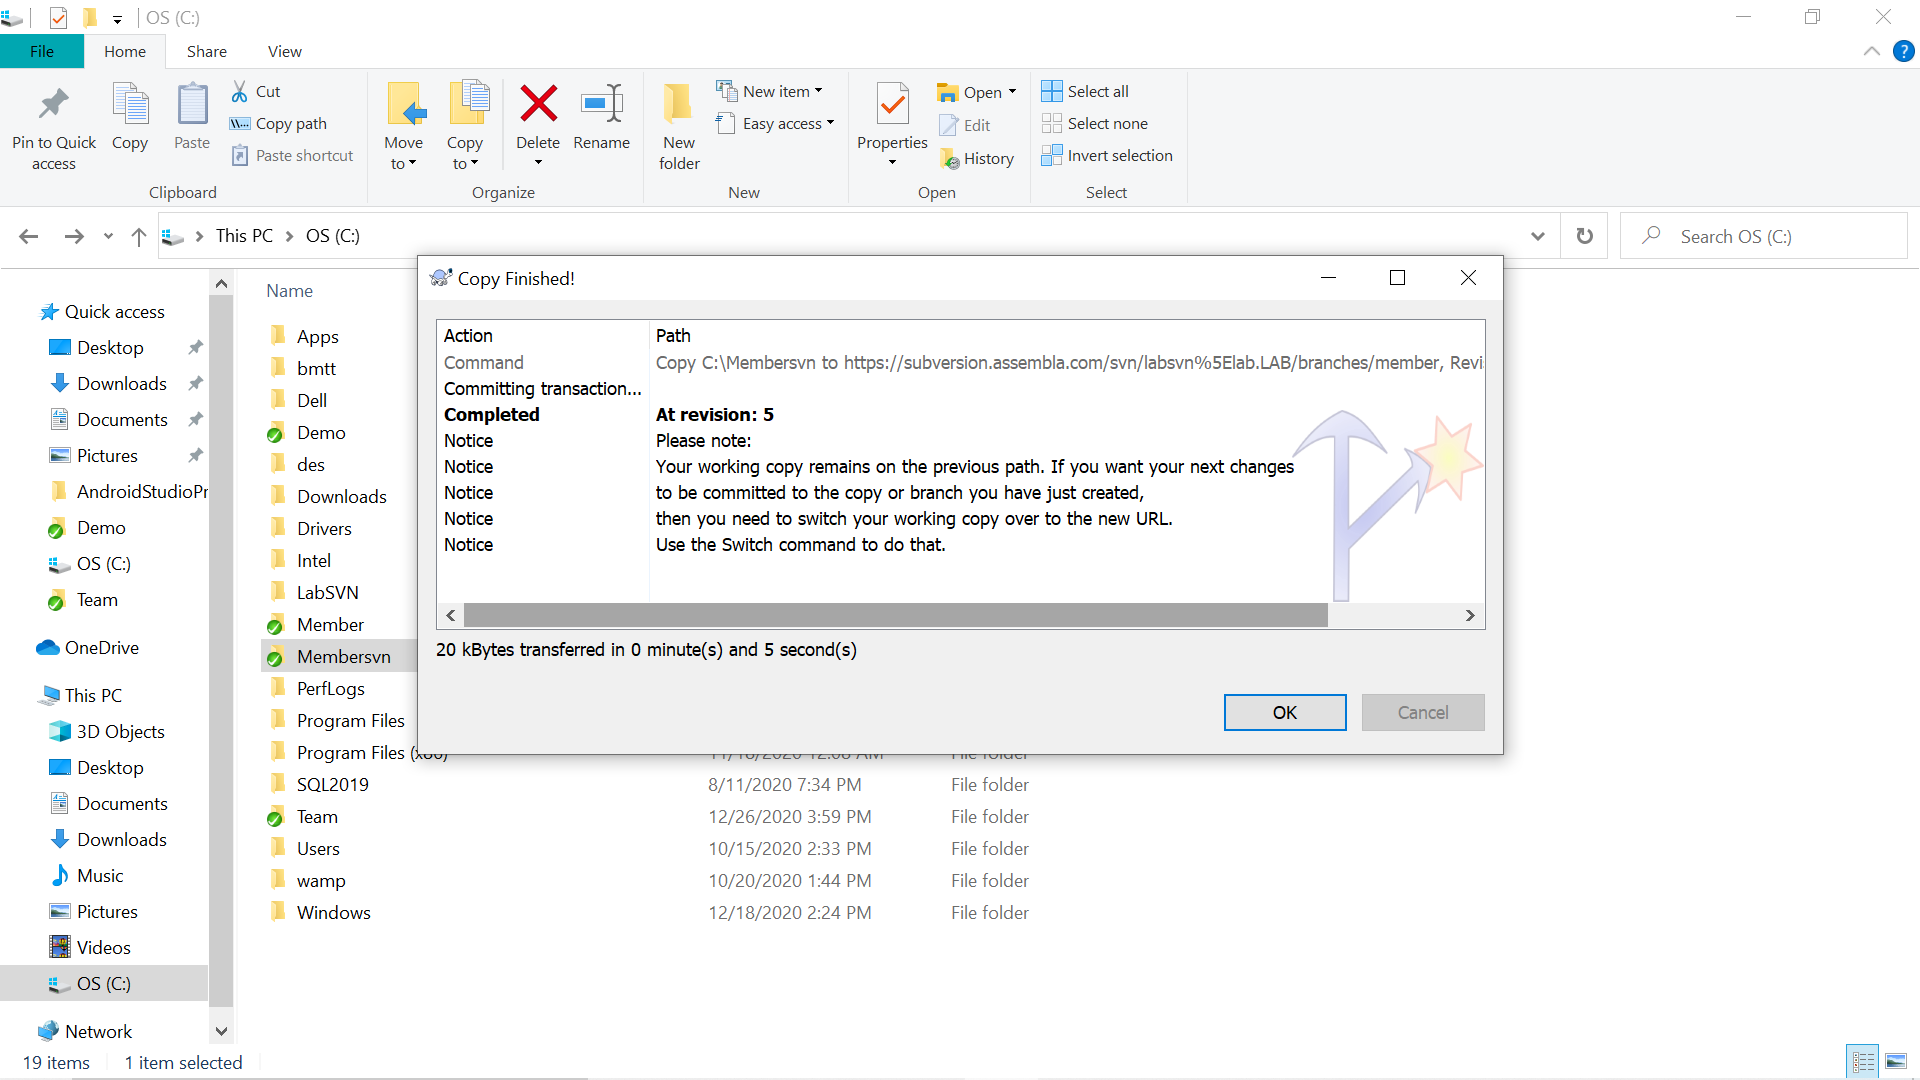 OS (C:)
File
Home
Share
View
?
Pin to Quick
access
Copy
Paste
Cut
Copy path
Paste shortcut
Clipboard
Move
to
Copy
to
Delete
Rename
Organize
New
folder
New item
Easy access
New
Properties
Open
Edit
History
Open
Select all
Select none
Invert selection
Select
This PC > OS (C:)
Search OS (C:)
Quick access
Desktop
Downloads
Documents
Pictures
AndroidStudioPr
Demo
OS (C:)
Team
OneDrive
This PC
3D Objects
Desktop
Documents
Downloads
Music
Pictures
Videos
OS (C:)
Network
Name
Apps
bmtt
Dell
Demo
des
Downloads
Drivers
Intel
LabSVN
Member
Membersvn
PerfLogs
Program Files
Program Files (x86)
SQL2019 8/11/2020 7:34 PM File folder
Team 12/26/2020 3:59 PM File folder
Users 10/15/2020 2:33 PM File folder
wamp 10/20/2020 1:44 PM File folder
Windows 12/18/2020 2:24 PM File folder
Copy Finished!
Action Path
Command Copy C:\Membersvn to https://subversion.assembla.com/svn/labsvn%5Elab.LAB/branches/member, Revi
Committing transaction...
Completed At revision: 5
Notice Please note:
Notice Your working copy remains on the previous path. If you want your next changes
Notice to be committed to the copy or branch you have just created,
Notice then you need to switch your working copy over to the new URL.
Notice Use the Switch command to do that.
20 kBytes transferred in 0 minute(s) and 5 second(s)
OK
Cancel
19 items
1 item selected